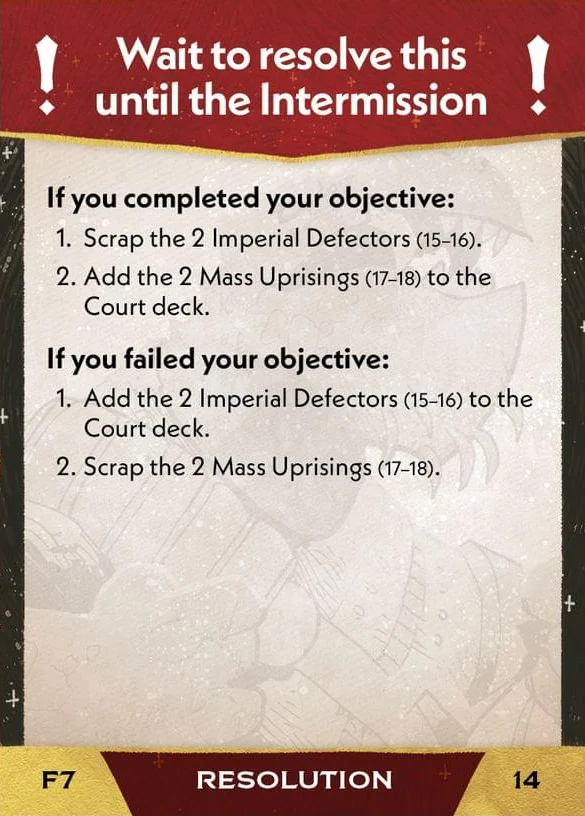 ! Wait to resolve this !
until the Intermission
If you completed your objective:
1. Scrap the 2 Imperial Defectors (15–16).
2. Add the 2 Mass Uprisings (17–18) to the
Court deck.
If you failed your objective:
1. Add the 2 Imperial Defectors (15–16) to the
Court deck.
2. Scrap the 2 Mass Uprisings (17–18).
F7 RESOLUTION 14